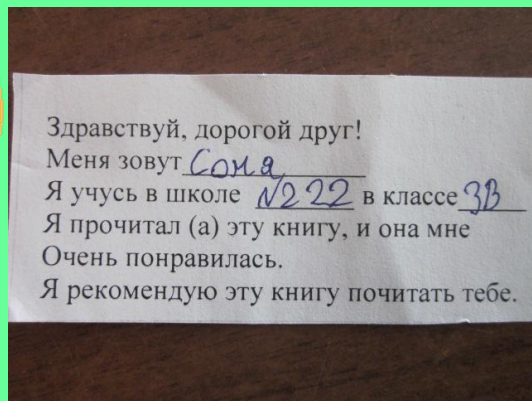 Здравствуй, дорогой друг!
Меня зовут Соня
Я учусь в школе №222 в классе 3В
Я прочитал (а) эту книгу, и она мне
Очень понравилась.
Я рекомендую эту книгу почитать тебе.